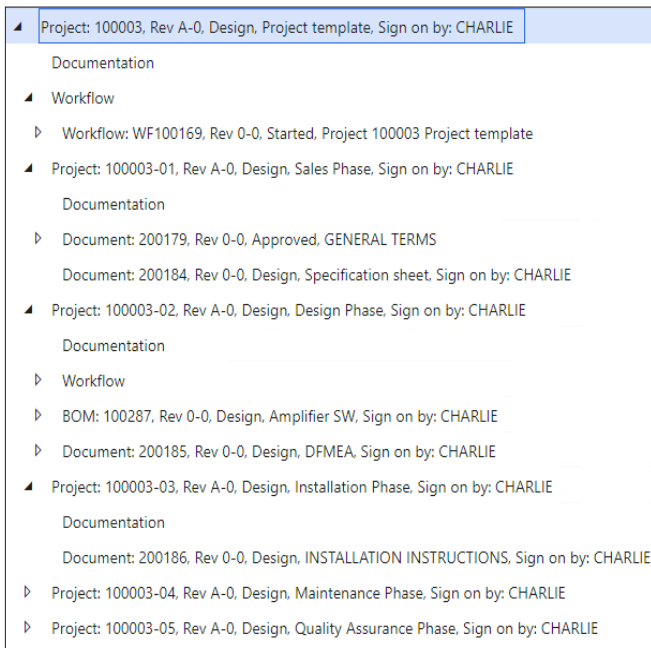 Project: 100003, Rev A-0, Design, Project template, Sign on by: CHARLIE
Documentation
Workflow
Workflow: WF100169, Rev 0-0, Started, Project 100003 Project template
Project: 100003-01, Rev A-0, Design, Sales Phase, Sign on by: CHARLIE
Documentation
Document: 200179, Rev 0-0, Approved, GENERAL TERMS
Document: 200184, Rev 0-0, Design, Specification sheet, Sign on by: CHARLIE
Project: 100003-02, Rev A-0, Design, Design Phase, Sign on by: CHARLIE
Documentation
Workflow
BOM: 100287, Rev 0-0, Design, Amplifier SW, Sign on by: CHARLIE
Document: 200185, Rev 0-0, Design, DFMEA, Sign on by: CHARLIE
Project: 100003-03, Rev A-0, Design, Installation Phase, Sign on by: CHARLIE
Documentation
Document: 200186, Rev 0-0, Design, INSTALLATION INSTRUCTIONS, Sign on by: CHARLIE
Project: 100003-04, Rev A-0, Design, Maintenance Phase, Sign on by: CHARLIE
Project: 100003-05, Rev A-0, Design, Quality Assurance Phase, Sign on by: CHARLIE